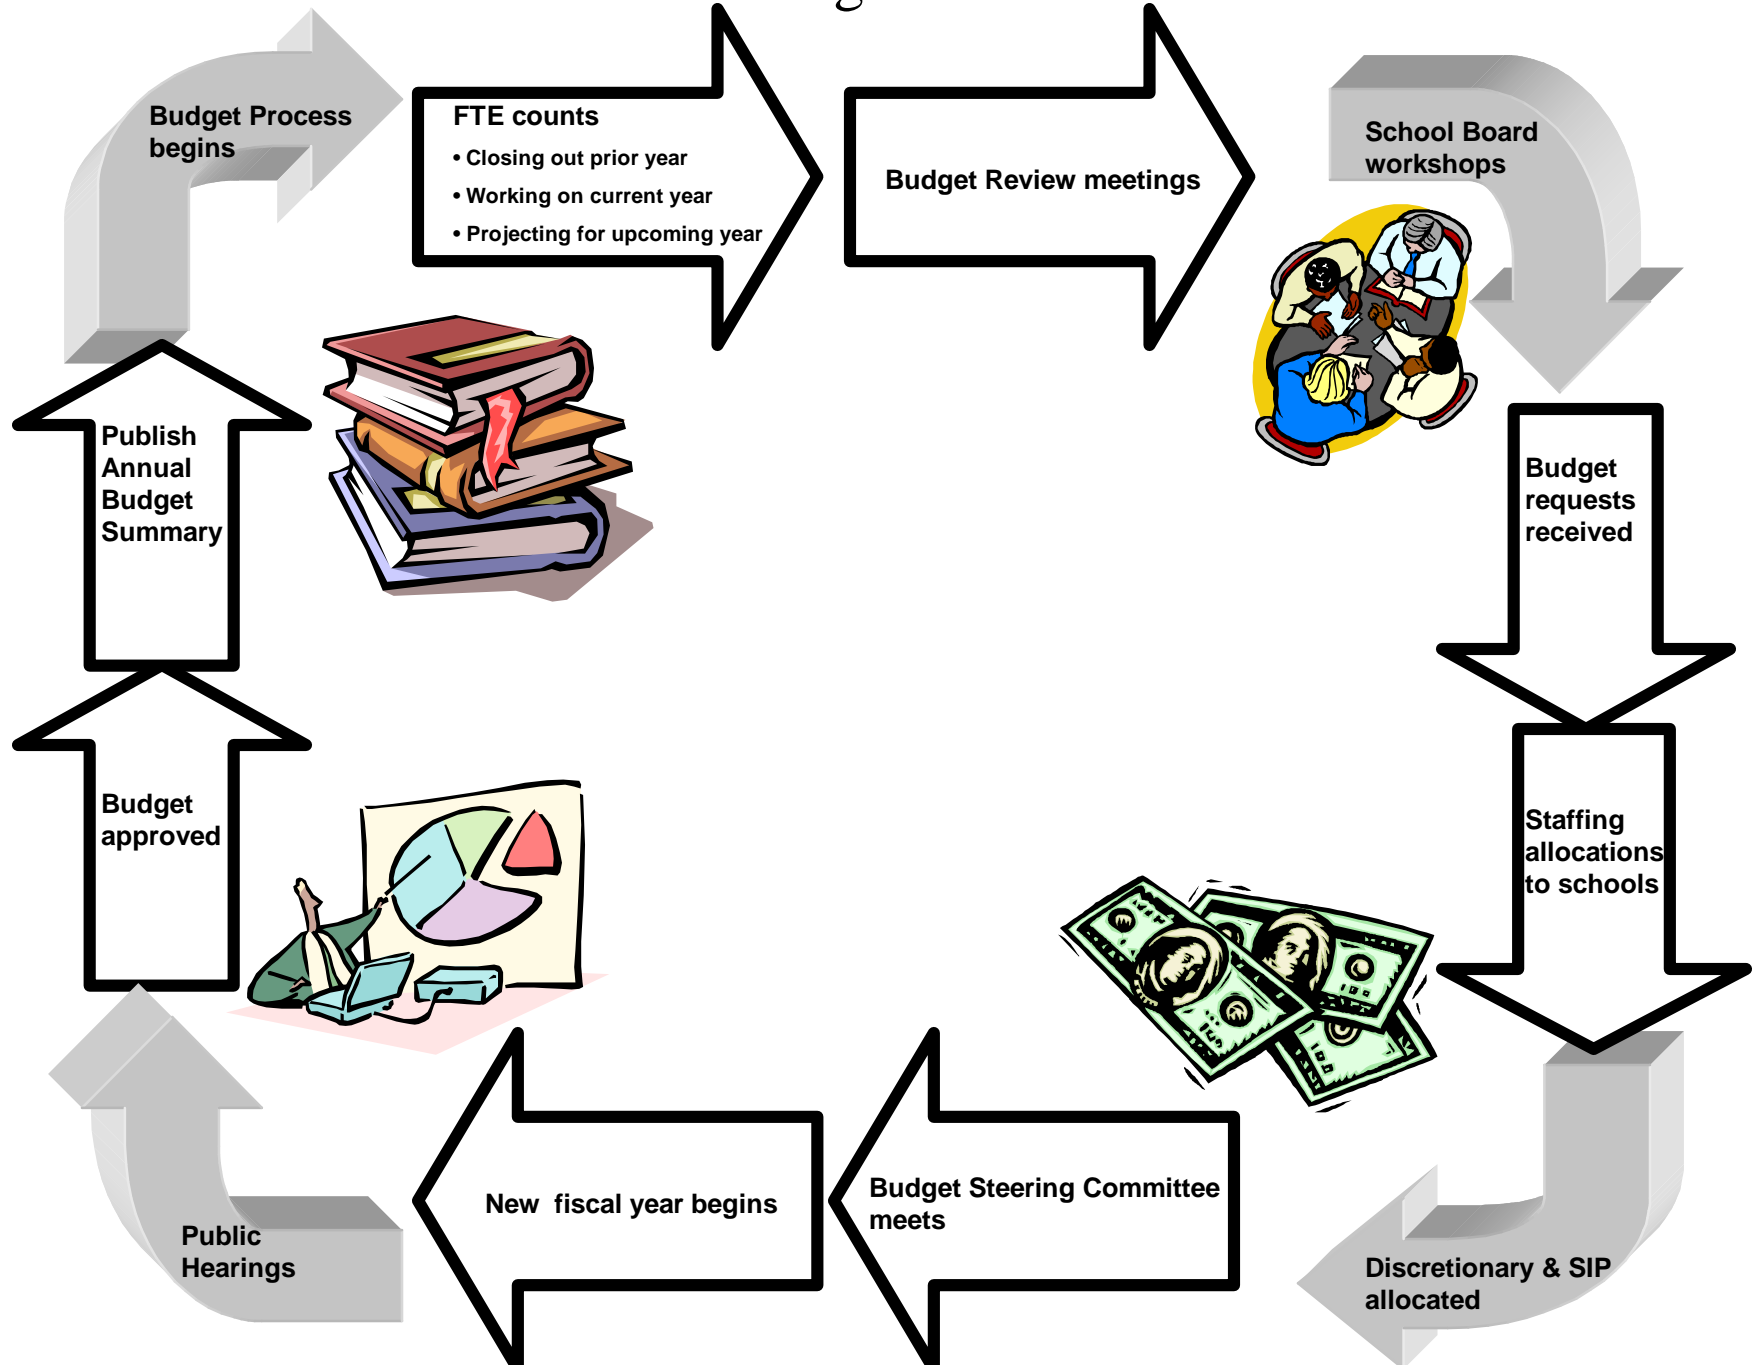 Budget Process
begins
FTE counts
• Closing out prior year
• Working on current year
• Projecting for upcoming year
Budget Review meetings
School Board
workshops
Budget
requests
received
Staffing
allocations
to schools
Discretionary & SIP
allocated
Budget Steering Committee
meets
New fiscal year begins
Public
Hearings
Budget
approved
Publish
Annual
Budget
Summary